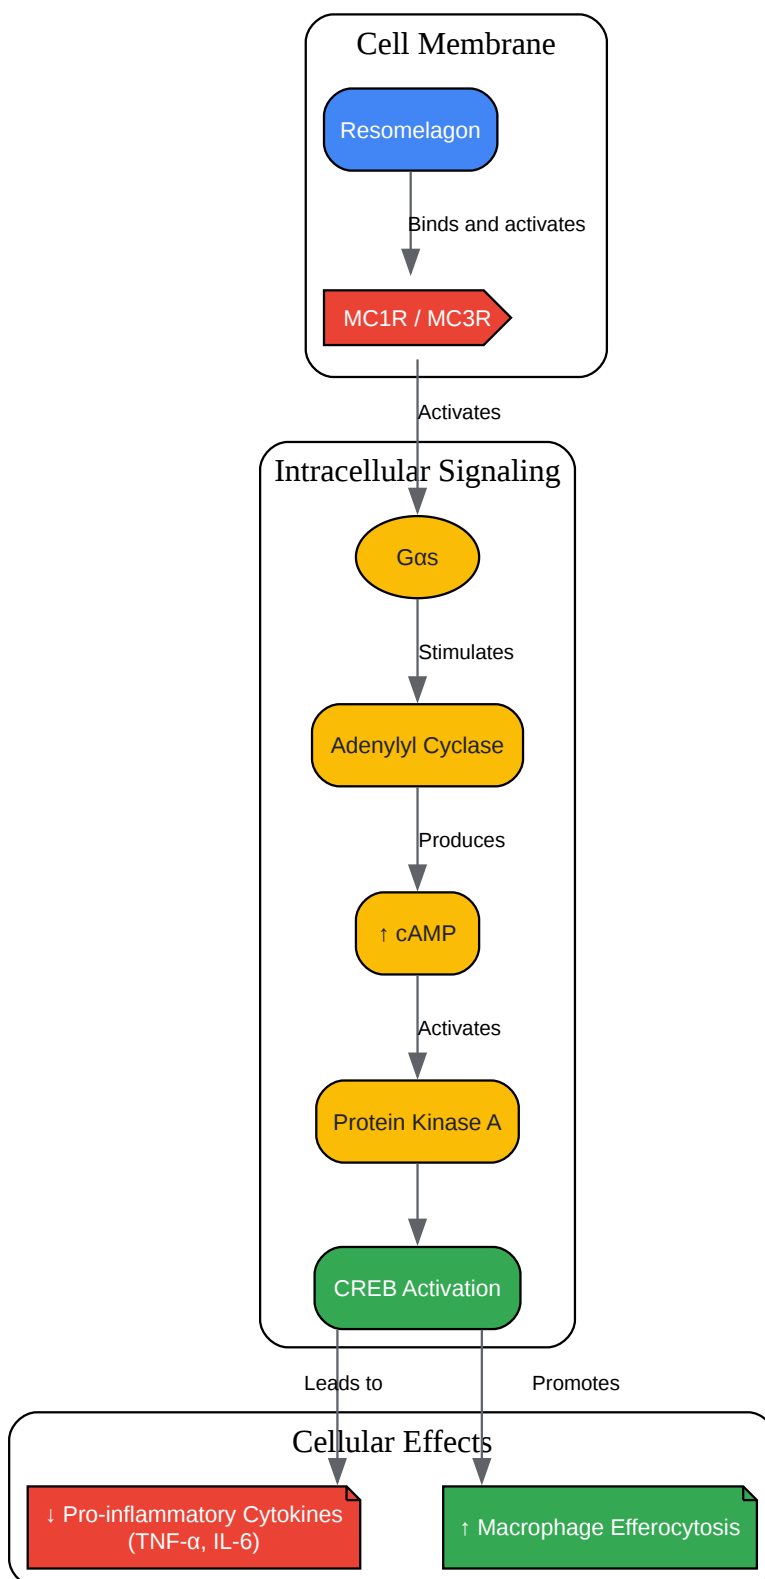 Cell Membrane
Resomelagon
Binds and activates
MC1R / MC3R
Activates
Intracellular Signaling
Gαs
Stimulates
Adenylyl Cyclase
Produces
↑ cAMP
Activates
Protein Kinase A
CREB Activation
Leads to
Promotes
Cellular Effects
↓ Pro-inflammatory Cytokines
(TNF-α, IL-6)
↑ Macrophage Efferocytosis